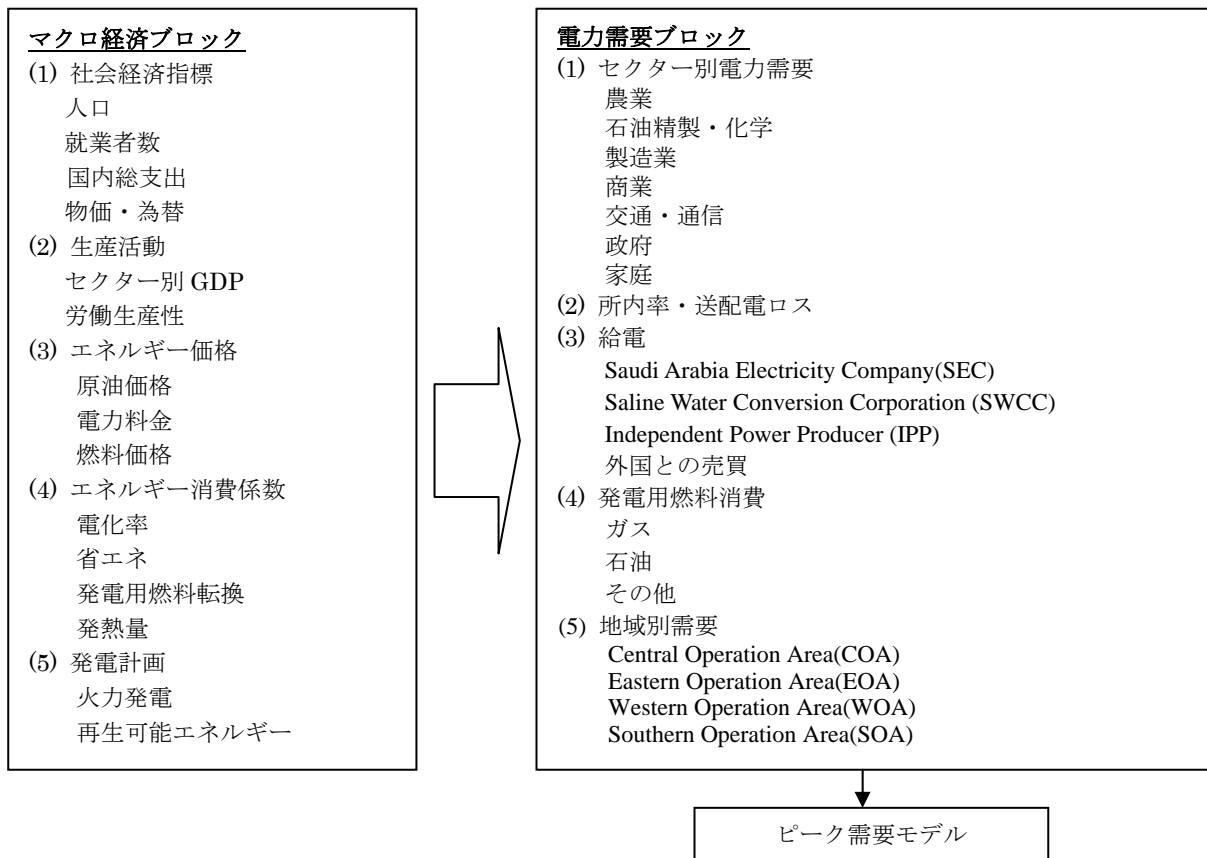 マクロ経済ブロック
(1) 社会経済指標
人口
就業者数
国内総支出
物価・為替
(2) 生産活動
セクター別 GDP
労働生産性
(3) エネルギー価格
原油価格
電力料金
燃料価格
(4) エネルギー消費係数
電化率
省エネ
発電用燃料転換
発熱量
(5) 発電計画
火力発電
再生可能エネルギー
電力需要ブロック
(1) セクター別電力需要
農業
石油精製・化学
製造業
商業
交通・通信
政府
家庭
(2) 所内率・送配電ロス
(3) 給電
Saudi Arabia Electricity Company(SEC)
Saline Water Conversion Corporation (SWCC)
Independent Power Producer (IPP)
外国との売買
(4) 発電用燃料消費
ガス
石油
その他
(5) 地域別需要
Central Operation Area(COA)
Eastern Operation Area(EOA)
Western Operation Area(WOA)
Southern Operation Area(SOA)
ピーク需要モデル